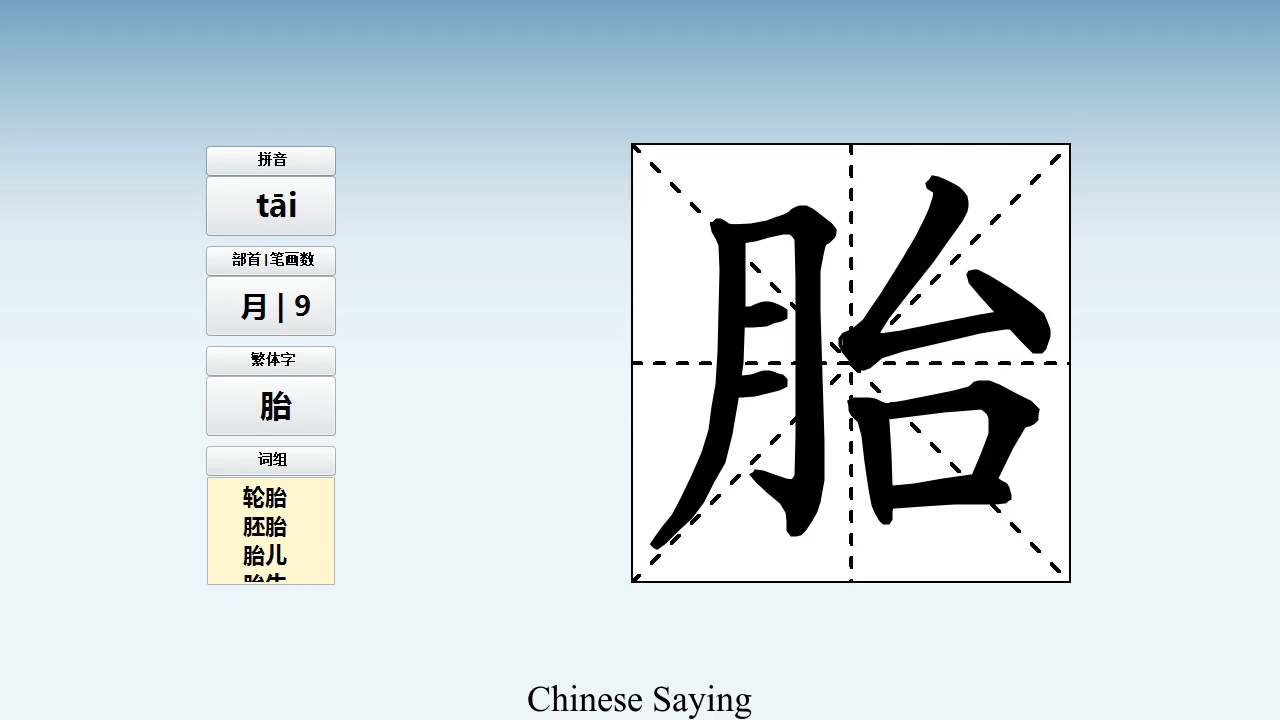 拼音
tāi
部首|笔画数
月 | 9
繁体字
胎
词组
轮胎
胚胎
胎儿
胎
Chinese Saying